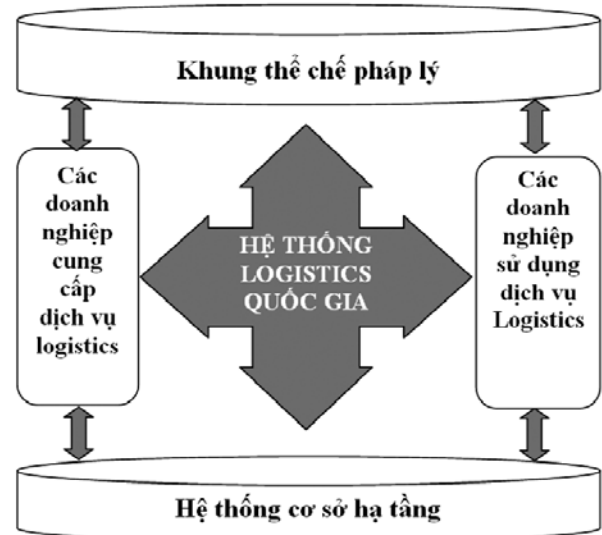 Khung thể chế pháp lý
Các
doanh
nghiệp
cung
cấp
dịch vụ
logistics
HỆ THỐNG
LOGISTICS
QUỐC GIA
Các
doanh
nghiệp
sử dụng
dịch vụ
Logistics
Hệ thống cơ sở hạ tầng